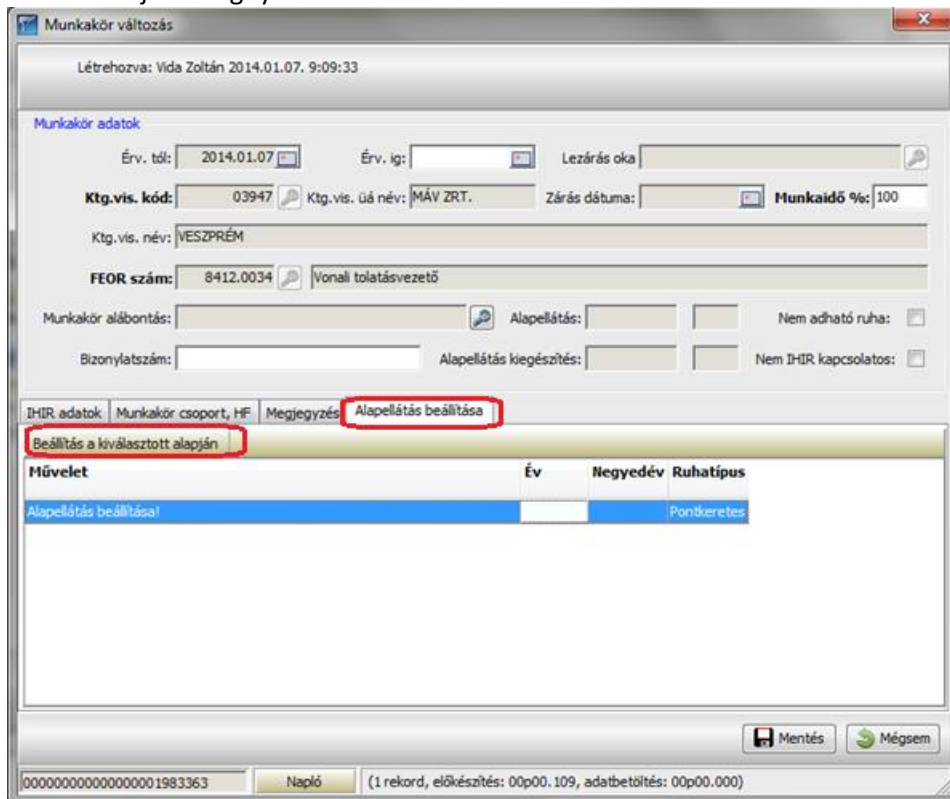 Munkakör változás
Létrehozva: Vida Zoltán 2014.01.07. 9:09:33
Munkakör adatok
Érv. tól: 2014.01.07 Érv. ig: Lezárás oka
Ktg.vis. kód: 03947 Ktg.vis. üá név: MÁV ZRT. Zárás dátuma: Munkaidő %: 100
Ktg.vis. név: VESZPRÉM
FEOR szám: 8412.0034 Vonali tolatásvezető
Munkakör alábontás: Alapellátás: Nem adható ruha:
Bizonylatszám: Alapellátás kiegészítés: Nem IHIR kapcsolatos:
IHIR adatok Munkakör csoport, HF Megjegyzés Alapellátás beállítása
Beállítás a kiválasztott alapján
Művelet Év Negyedév Ruhatípus
Alapellátás beállítása! Pontkeretes
Mentés Mégsem
00000000000000001983363 Napló (1 rekord, előkészítés: 00p00.109, adatbetöltés: 00p00.000)